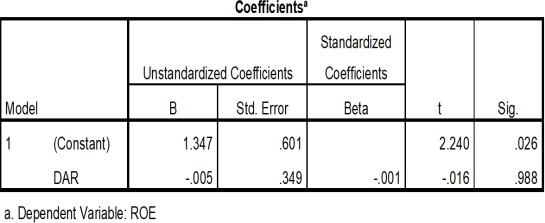 Coefficientsa
Model Unstandardized Coefficients Standardized Coefficients t Sig.
B Std. Error Beta
1 (Constant) 1.347 .601 2.240 .026
DAR -.005 .349 -.001 -.016 .988
a. Dependent Variable: ROE